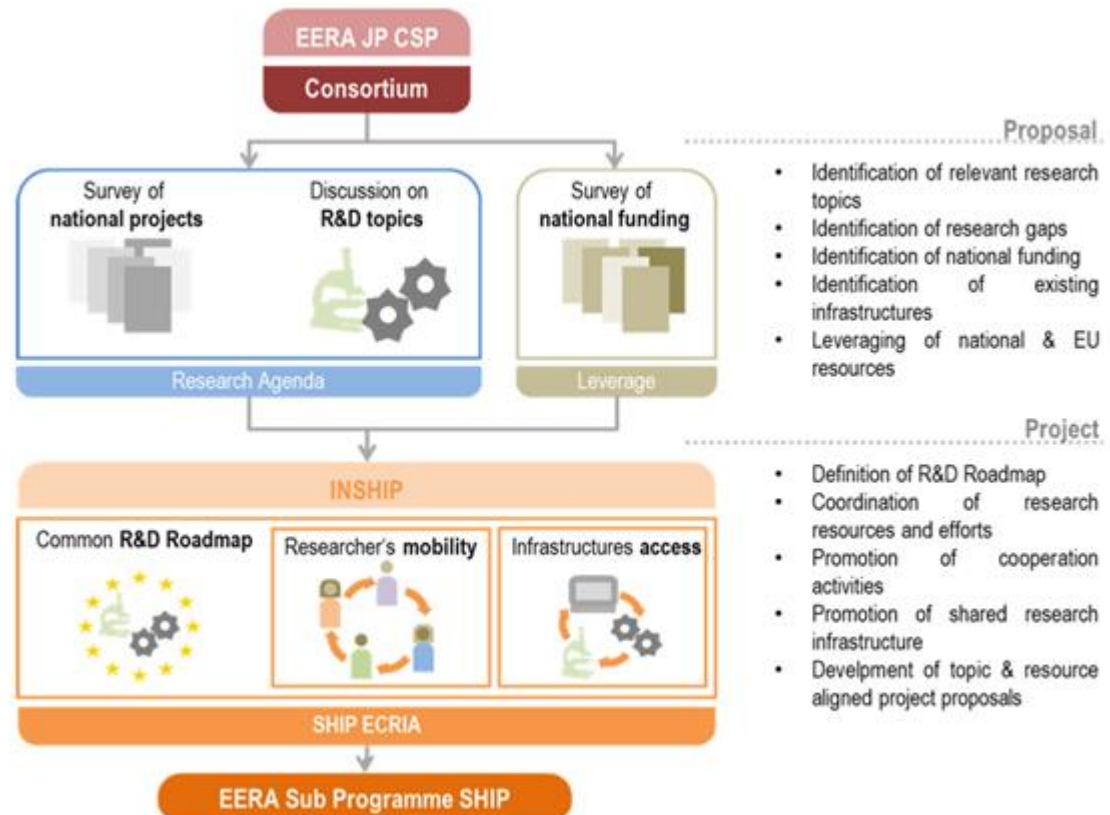 EERA JP CSP
Consortium
Proposal
Survey of
national projects
Discussion on
R&D topics
Survey of
national funding
Research Agenda
Leverage
• Identification of relevant research
topics
• Identification of research gaps
• Identification of national funding
• Identification of existing
infrastructures
• Leveraging of national & EU
resources
Project
INSHIP
Common R&D Roadmap
Researcher's mobility
Infrastructures access
SHIP ECRIA
EERA Sub Programme SHIP
• Definition of R&D Roadmap
• Coordination of research
resources and efforts
• Promotion of cooperation
activities
• Promotion of shared research
infrastructure
• Develpment of topic & resource
aligned project proposals